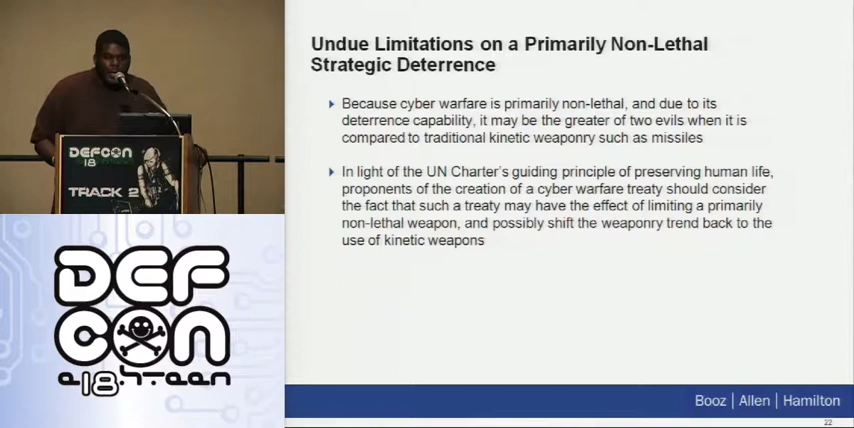 Undue Limitations on a Primarily Non-Lethal
Strategic Deterrence
Because cyber warfare is primarily non-lethal, and due to its
deterrence capability, it may be the greater of two evils when it is
compared to traditional kinetic weaponry such as missiles
In light of the UN Charter's guiding principle of preserving human life,
proponents of the creation of a cyber warfare treaty should consider
the fact that such a treaty may have the effect of limiting a primarily
non-lethal weapon, and possibly shift the weaponry trend back to the
use of kinetic weapons
DEFCON
18
TRACK 2
DEF
CON
e18hteen
Booz | Allen | Hamilton
22